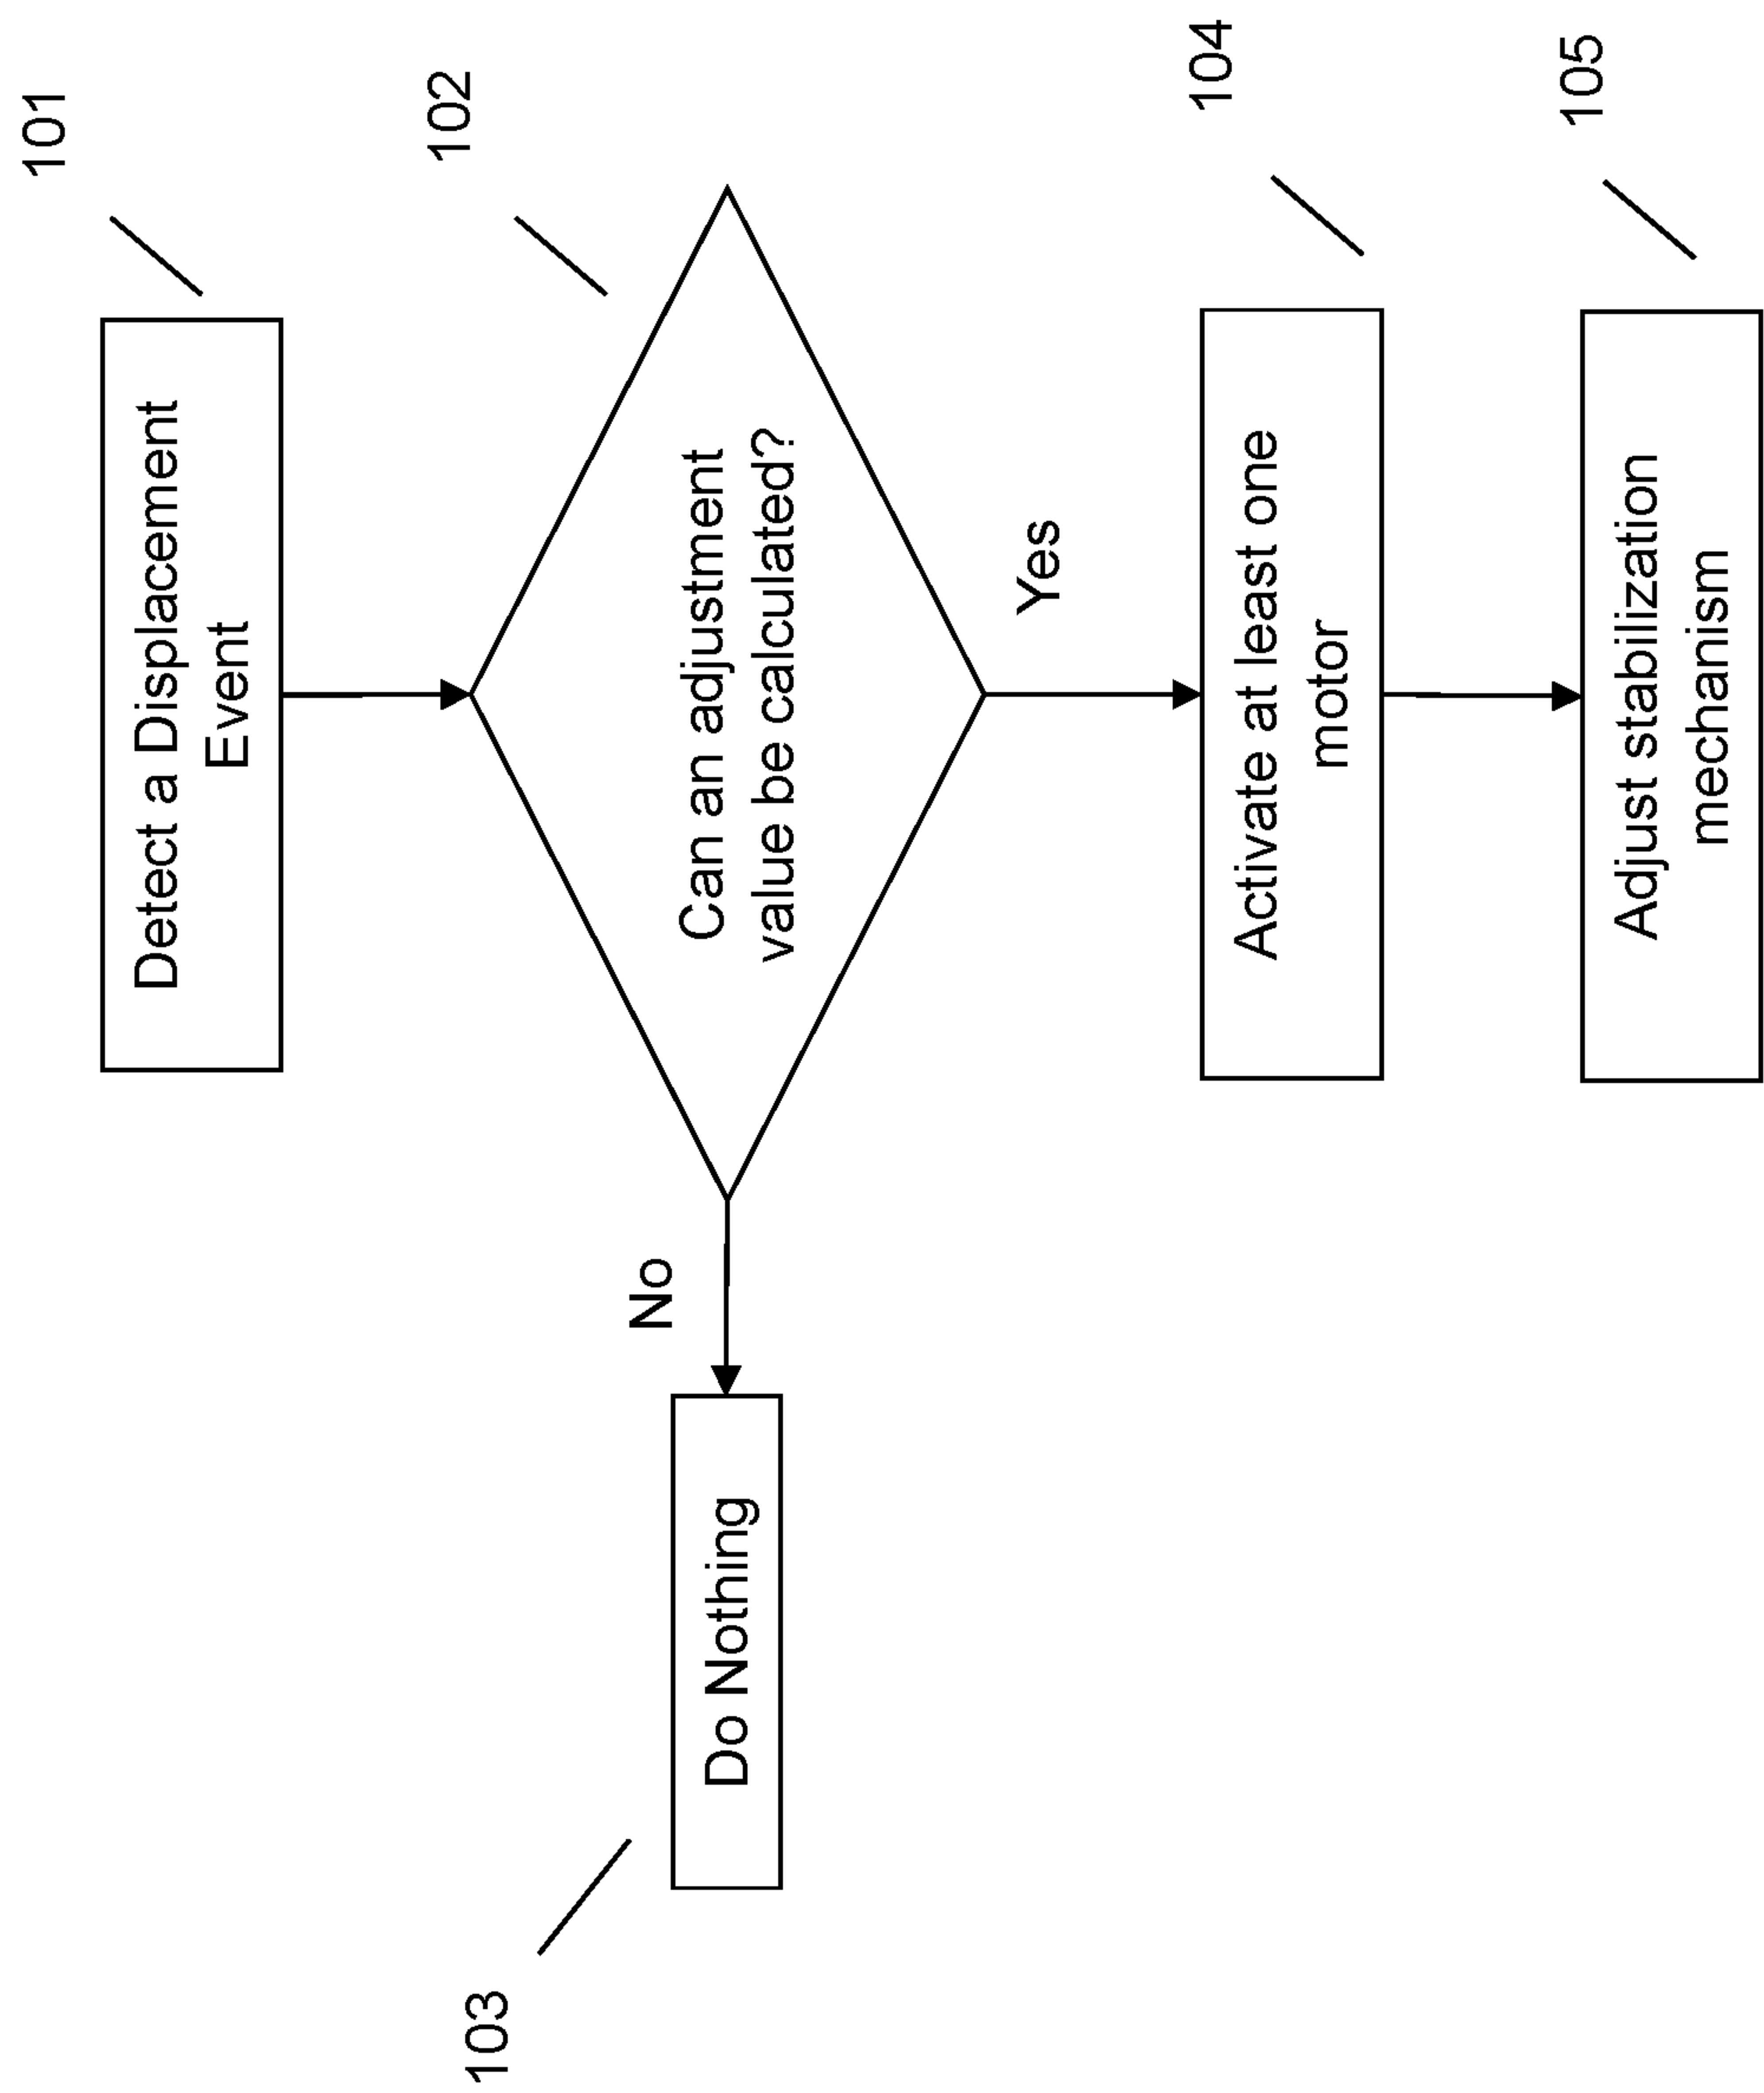 101
Detect a Displacement
Event
102
Can an adjustment
value be calculated?
No
103
Do Nothing
Yes
104
Activate at least one
motor
105
Adjust stabilization
mechanism